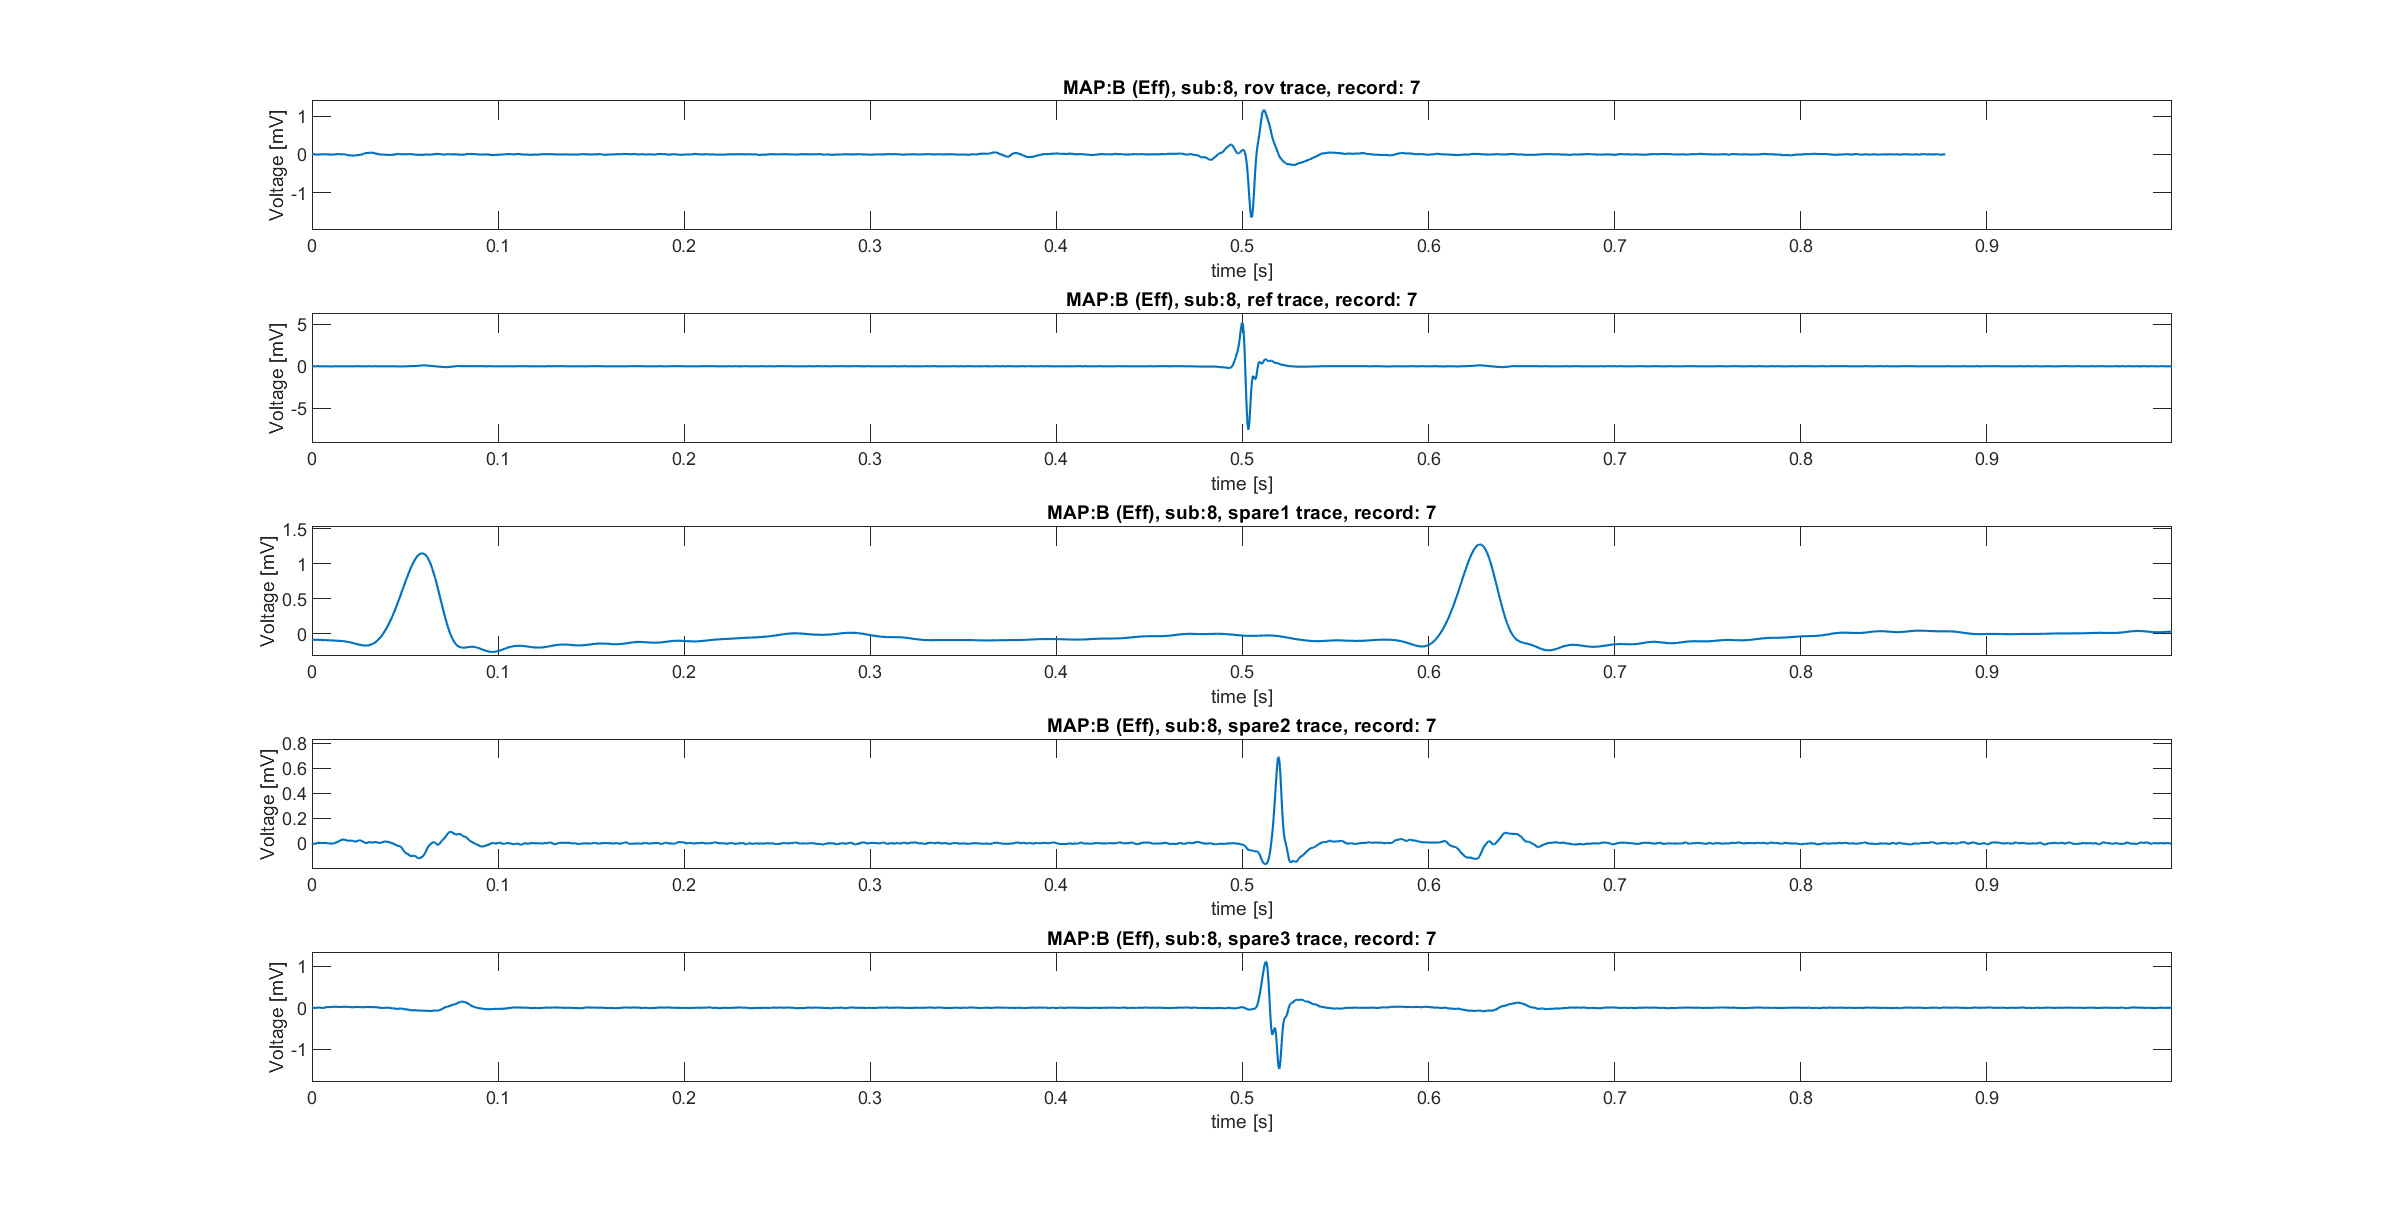 MAP:B (Eff), sub:8, rov trace, record: 7
Voltage [mV]
1
0
-1
0 0.1 0.2 0.3 0.4 0.5 0.6 0.7 0.8 0.9
time [s]
MAP:B (Eff), sub:8, ref trace, record: 7
Voltage [mV]
5
0
-5
0 0.1 0.2 0.3 0.4 0.5 0.6 0.7 0.8 0.9
time [s]
MAP:B (Eff), sub:8, spare1 trace, record: 7
Voltage [mV]
1.5
1
0.5
0
0 0.1 0.2 0.3 0.4 0.5 0.6 0.7 0.8 0.9
time [s]
MAP:B (Eff), sub:8, spare2 trace, record: 7
Voltage [mV]
0.8
0.6
0.4
0.2
0
0 0.1 0.2 0.3 0.4 0.5 0.6 0.7 0.8 0.9
time [s]
MAP:B (Eff), sub:8, spare3 trace, record: 7
Voltage [mV]
1
0
-1
0 0.1 0.2 0.3 0.4 0.5 0.6 0.7 0.8 0.9
time [s]